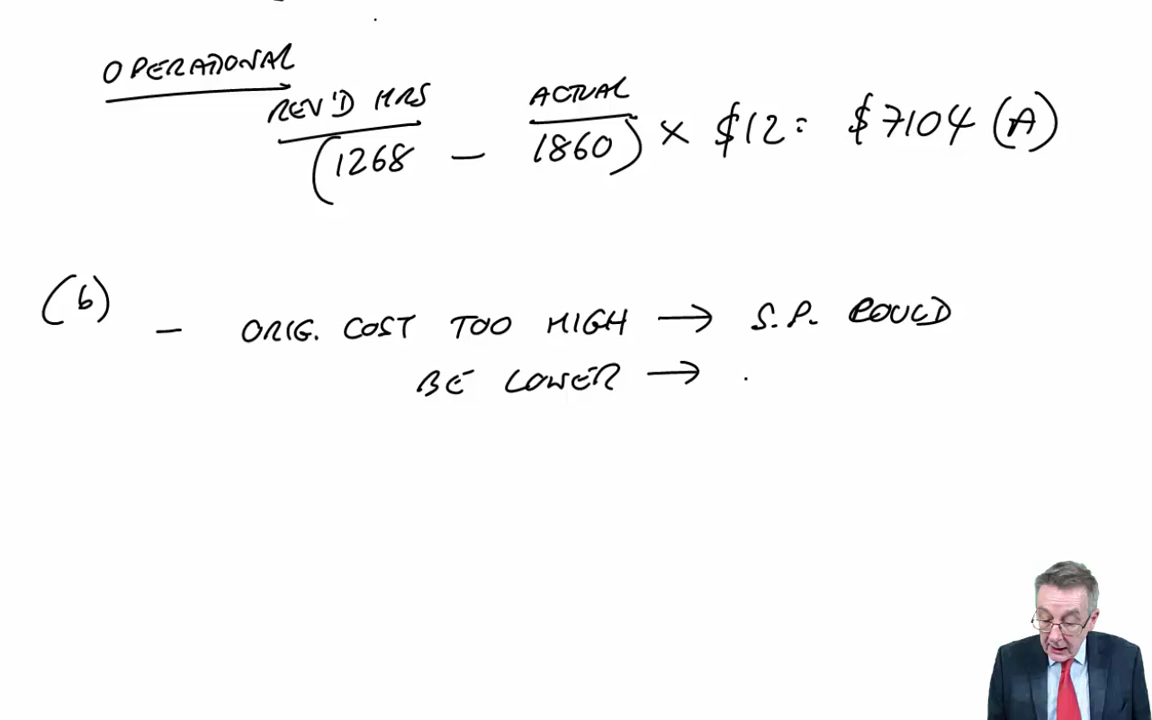 OPERATIONAL
REV'D HRS ACTUAL
(1268 - 1860) × $12 = $7104 (A)
(b)
- ORIG. COST TOO HIGH → S.P. COULD
BE LOWER →